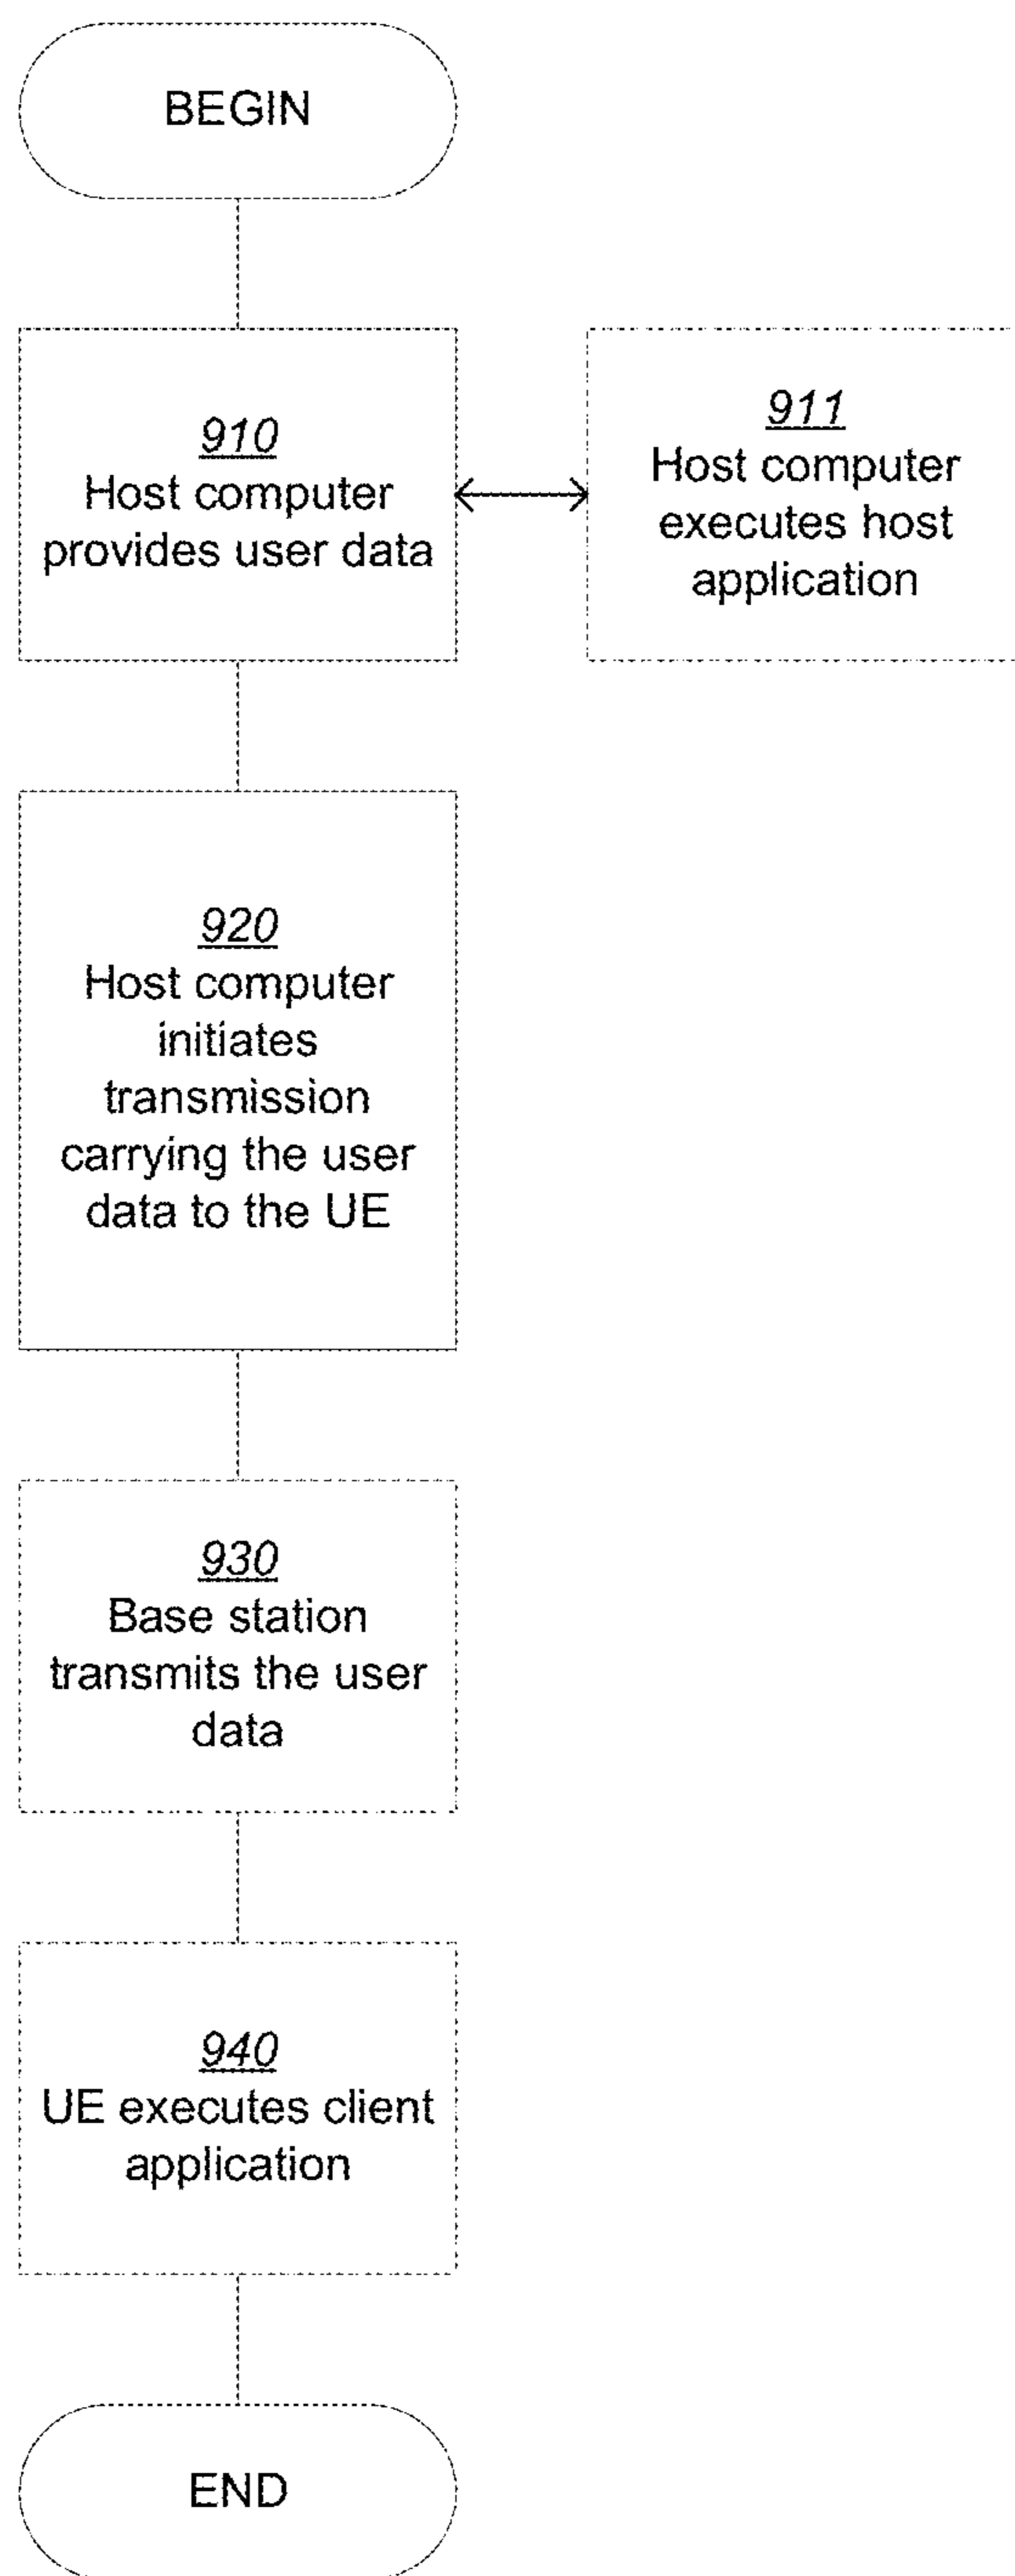 BEGIN
910
Host computer
provides user data
911
Host computer
executes host
application
920
Host computer
initiates
transmission
carrying the user
data to the UE
930
Base station
transmits the user
data
940
UE executes client
application
END